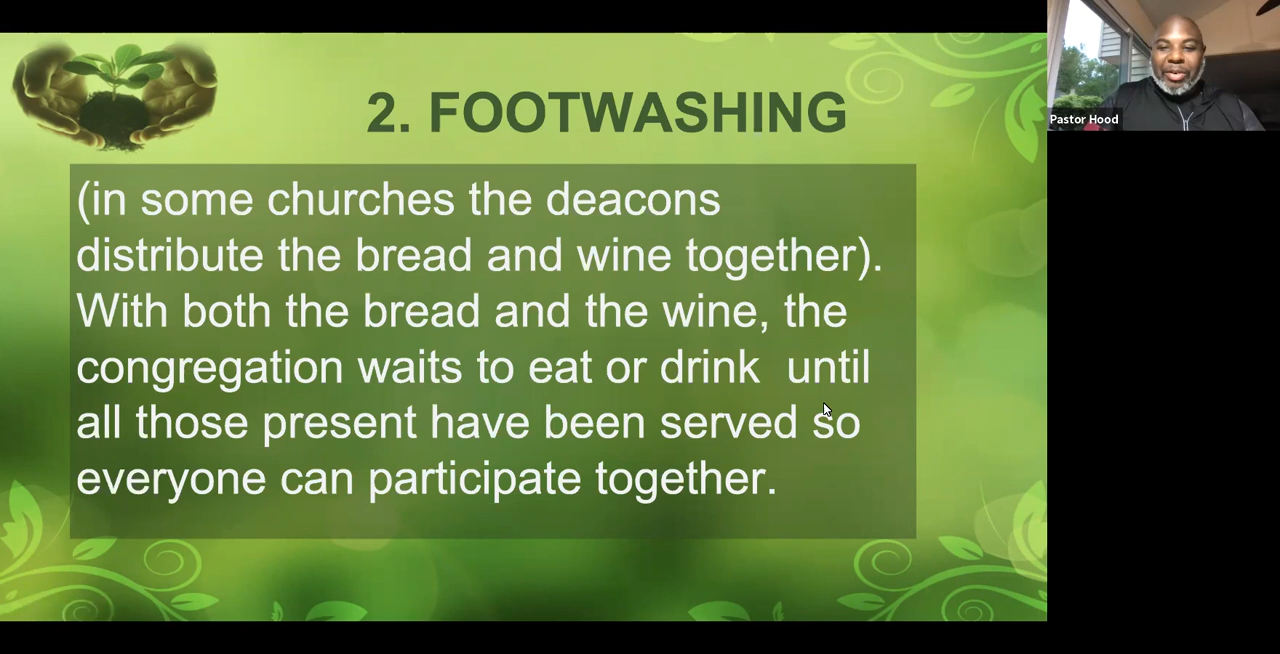 2. FOOTWASHING
(in some churches the deacons
distribute the bread and wine together).
With both the bread and the wine, the
congregation waits to eat or drink  until
all those present have been served so
everyone can participate together.
Pastor Hood